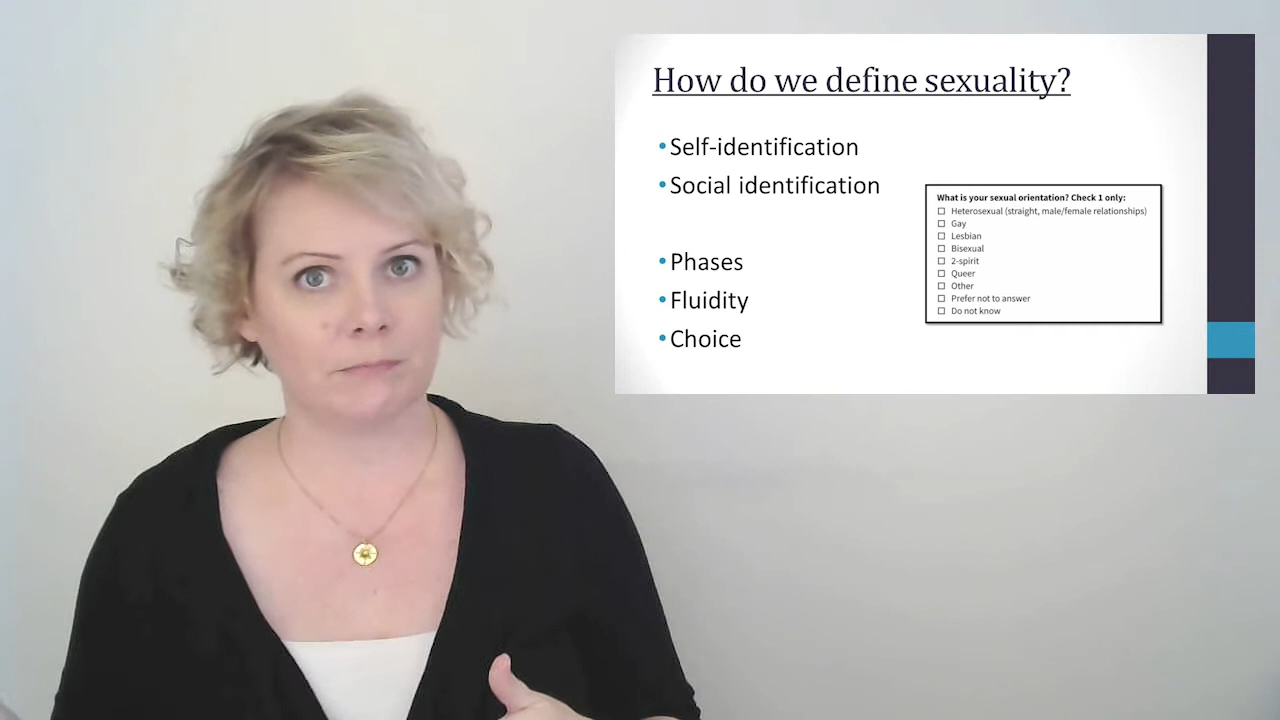 How do we define sexuality?
•Self-identification
•Social identification
•Phases
•Fluidity
•Choice
What is your sexual orientation? Check 1 only:
☐ Heterosexual (straight, male/female relationships)
☐ Gay
☐ Lesbian
☐ Bisexual
☐ 2-spirit
☐ Queer
☐ Other
☐ Prefer not to answer
☐ Do not know